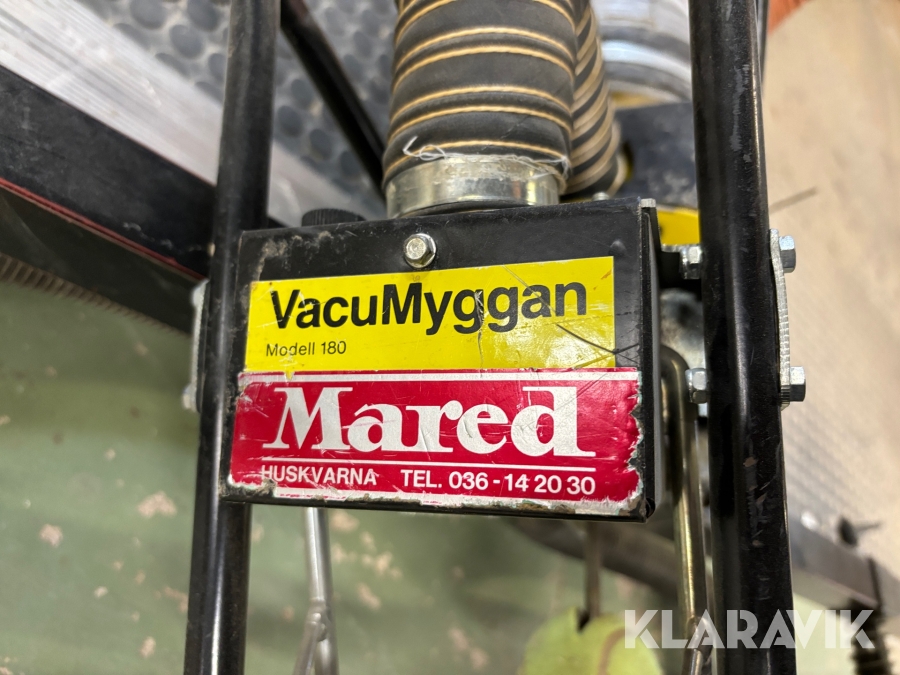 VacuMyggan
Modell 180
Mared
HUSKVARNA TEL. 036-14 20 30
KLARAVIK